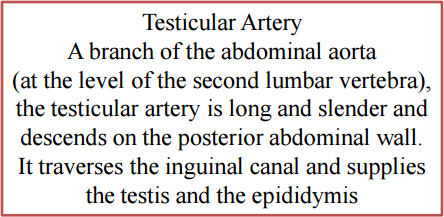 Testicular Artery
A branch of the abdominal aorta
(at the level of the second lumbar vertebra),
the testicular artery is long and slender and
descends on the posterior abdominal wall.
It traverses the inguinal canal and supplies
the testis and the epididymis